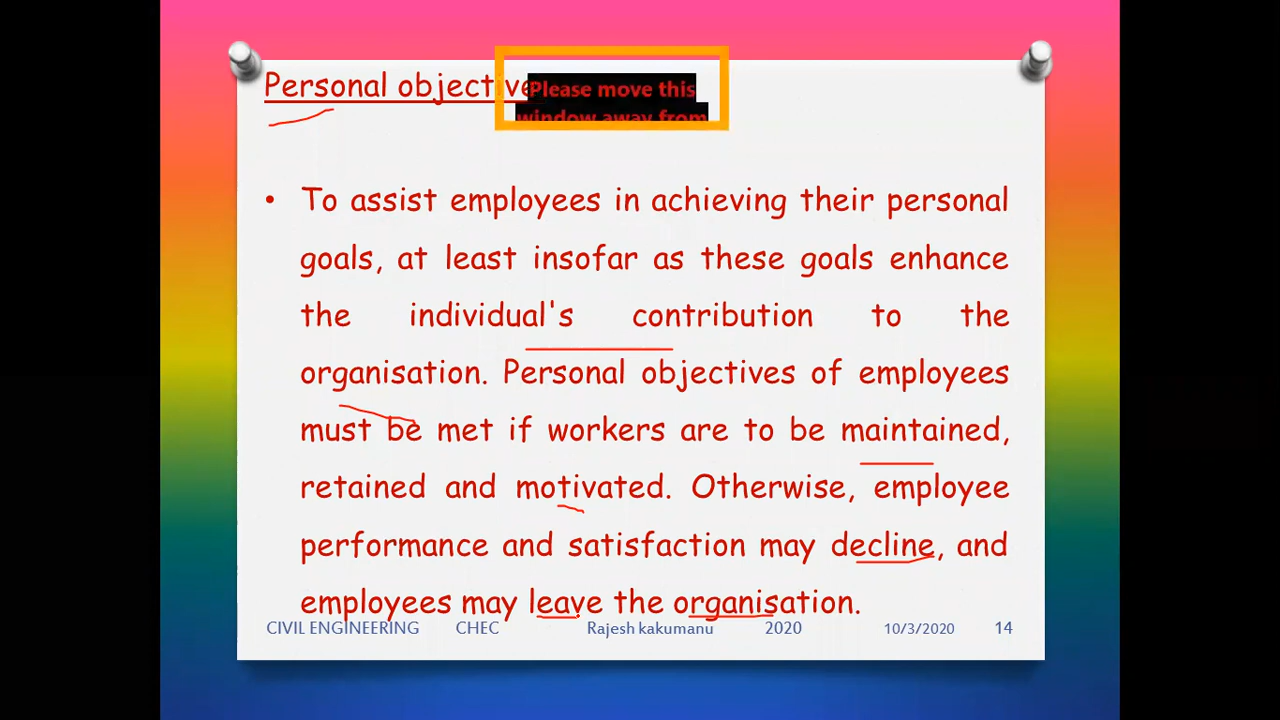 Personal objective
Please move this
window away from
• To assist employees in achieving their personal
goals, at least insofar as these goals enhance
the individual's contribution to the
organisation. Personal objectives of employees
must be met if workers are to be maintained,
retained and motivated. Otherwise, employee
performance and satisfaction may decline, and
employees may leave the organisation.
CIVIL ENGINEERING CHEC Rajesh kakumanu 2020 10/3/2020 14